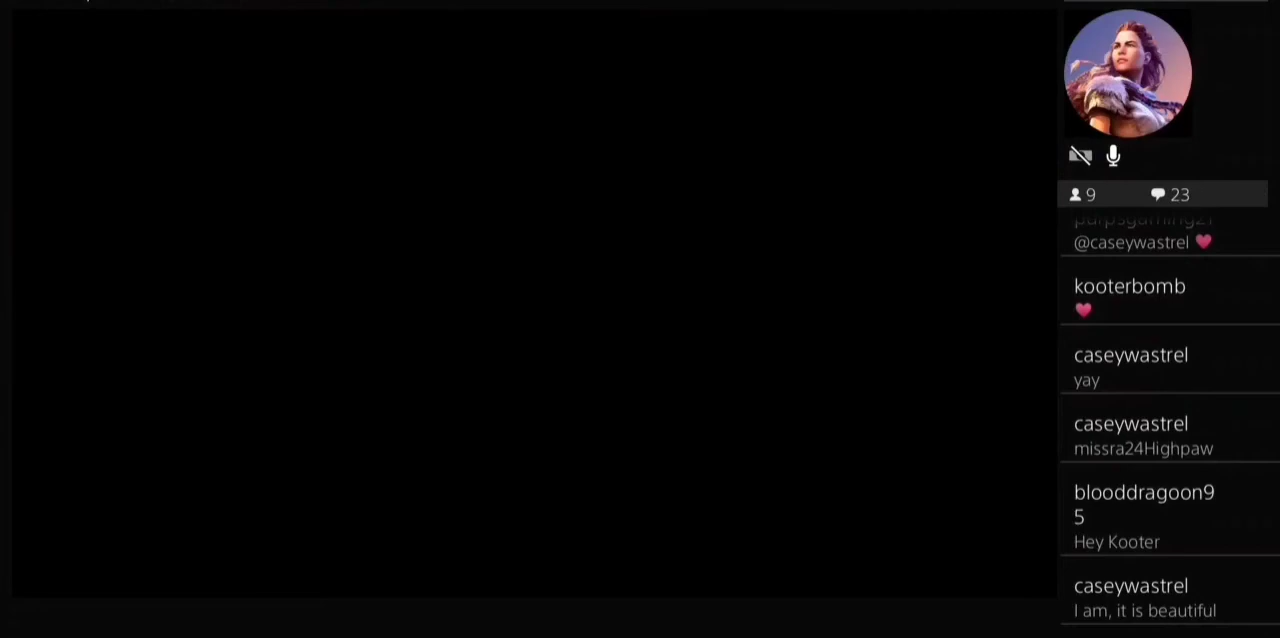 9 23
@caseywastrel ♥
kooterbomb
♥
caseywastrel
yay
caseywastrel
missra24Highpaw
blooddragoon9
5
Hey Kooter
caseywastrel
I am, it is beautiful